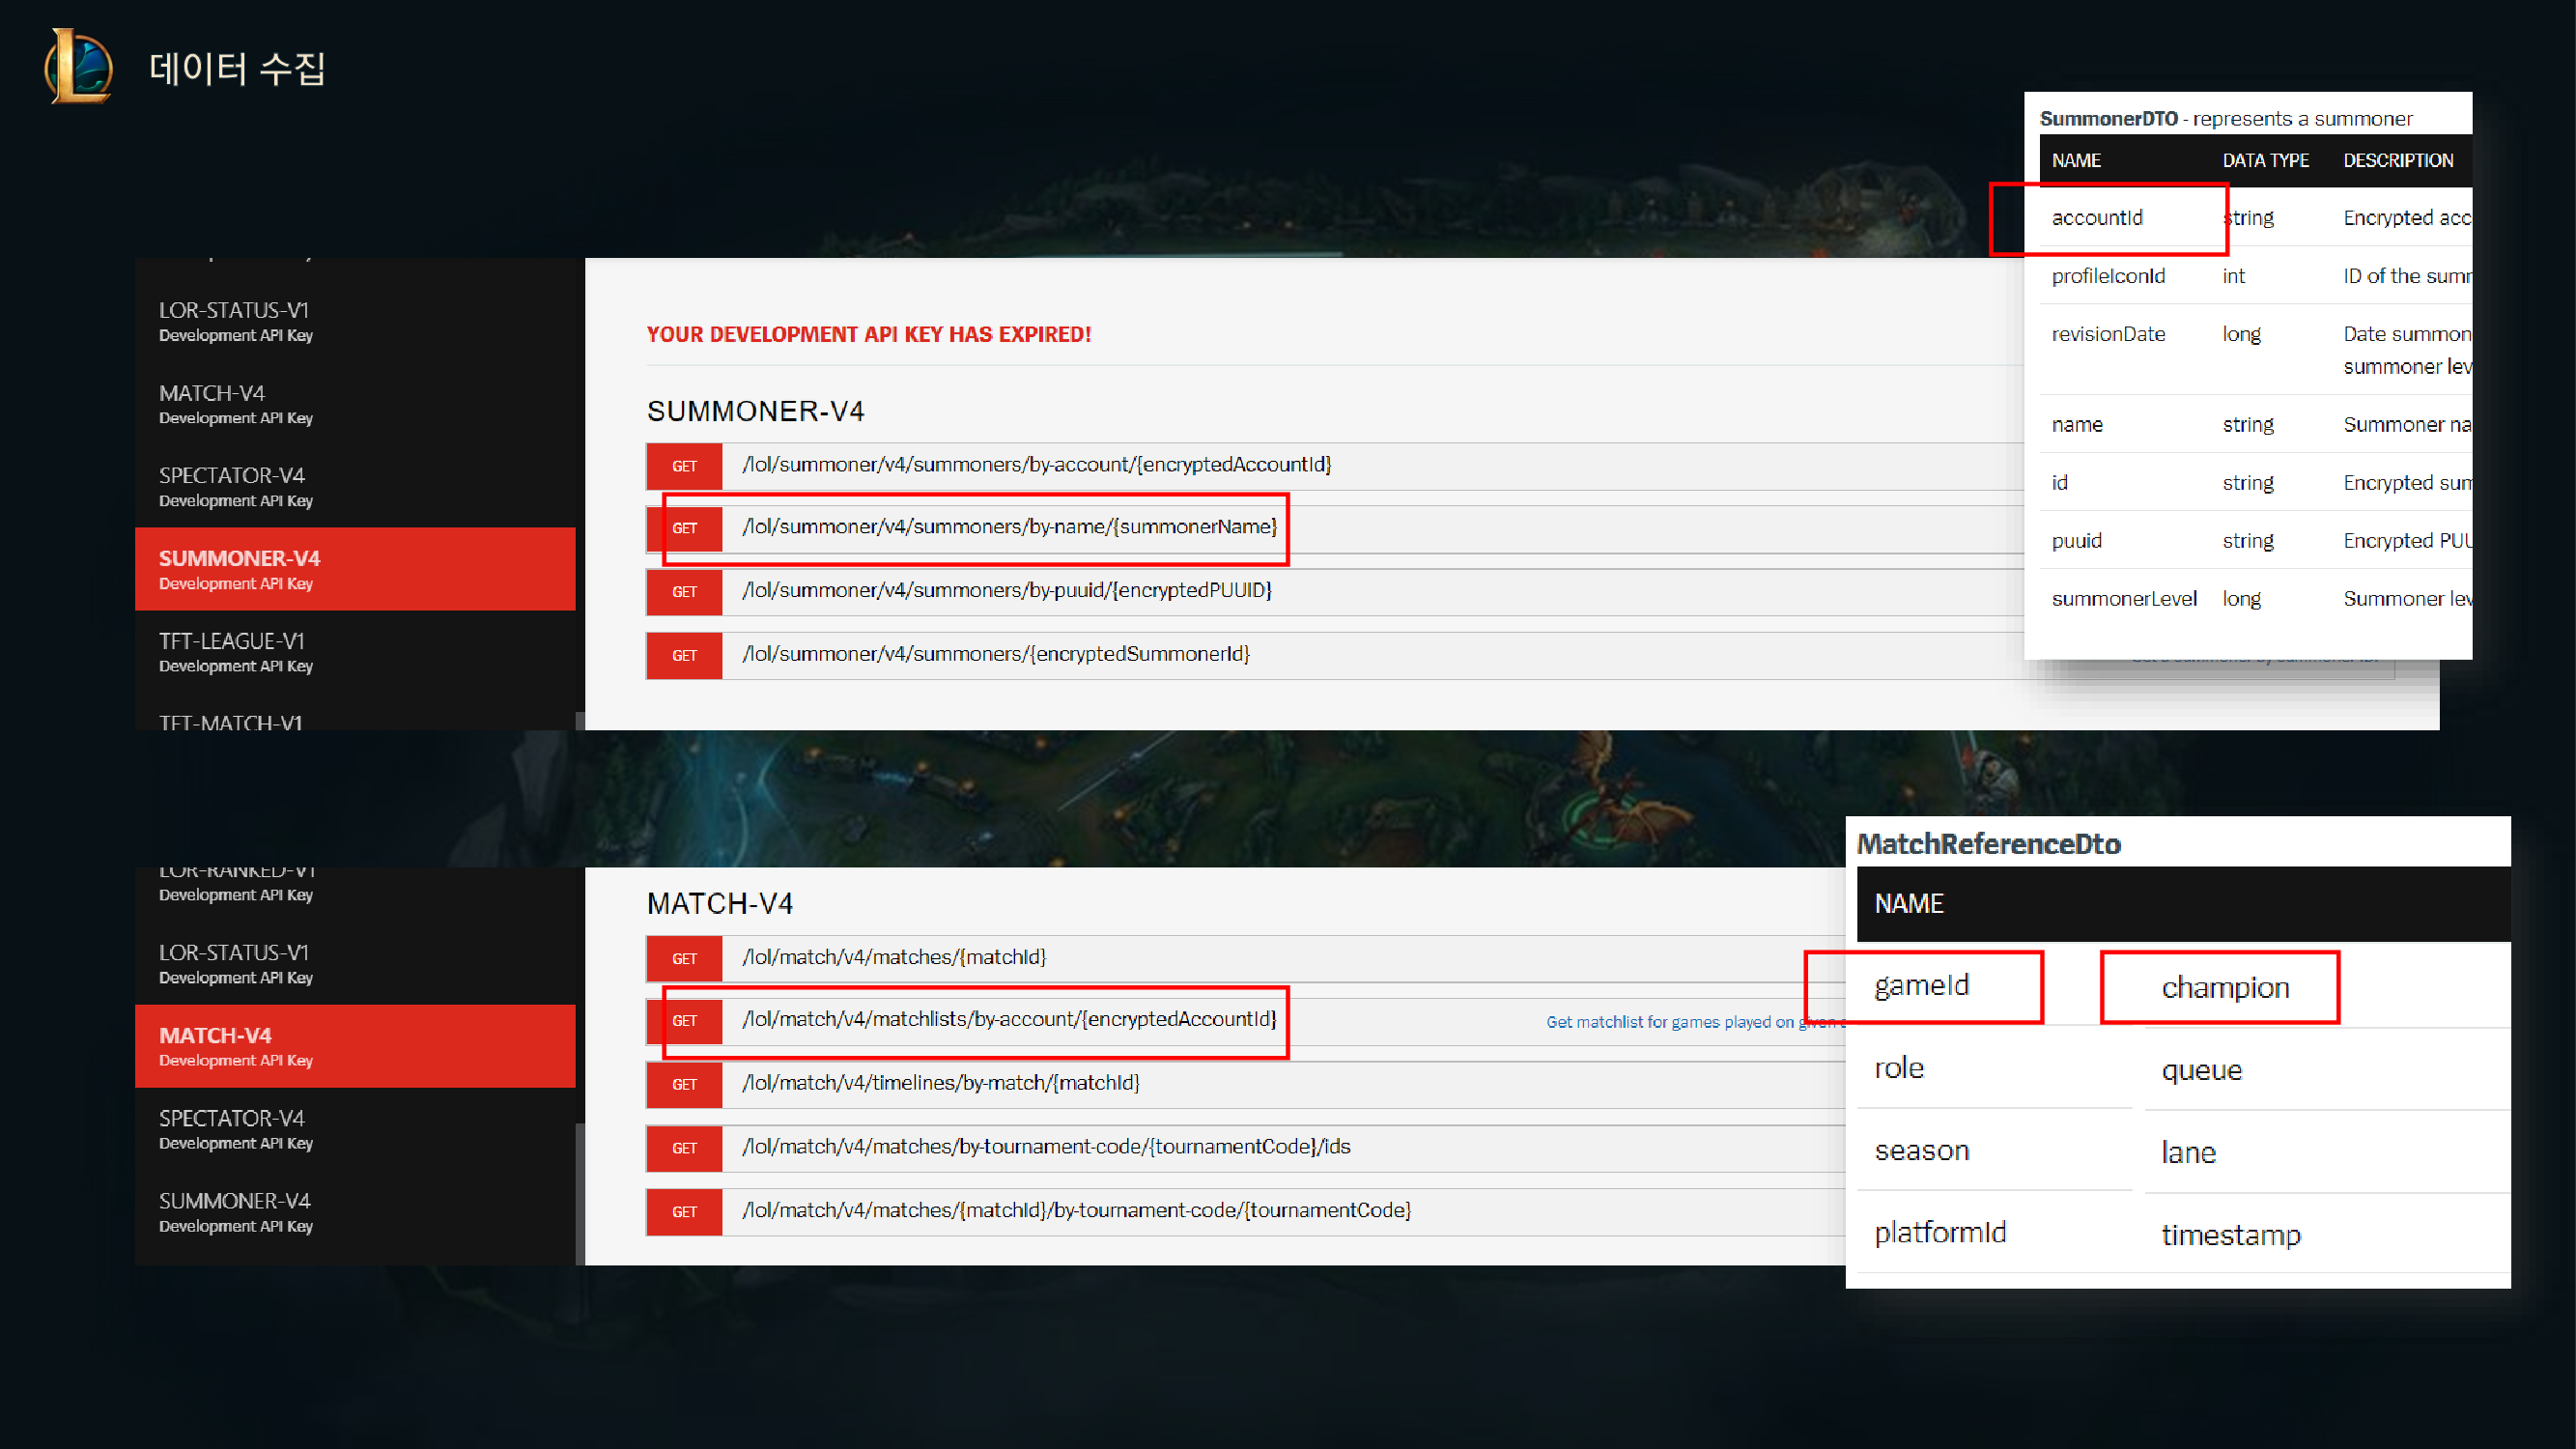 데이터 수집
SummonerDTO - represents a summoner
NAME DATA TYPE DESCRIPTION
accountId string Encrypted acc
profileIconId int ID of the sum
revisionDate long Date summon
summoner lev
name string Summoner na
id string Encrypted sum
puuid string Encrypted PUU
summonerLevel long Summoner lev
LOR-STATUS-V1
Development API Key
MATCH-V4
Development API Key
SPECTATOR-V4
Development API Key
SUMMONER-V4
Development API Key
TFT-LEAGUE-V1
Development API Key
TFT-MATCH-V1
YOUR DEVELOPMENT API KEY HAS EXPIRED!
SUMMONER-V4
GET /lol/summoner/v4/summoners/by-account/{encryptedAccountId}
GET /lol/summoner/v4/summoners/by-name/{summonerName}
GET /lol/summoner/v4/summoners/by-puuid/{encryptedPUUID}
GET /lol/summoner/v4/summoners/{encryptedSummonerId}
LOR-RANKED-V1
Development API Key
LOR-STATUS-V1
Development API Key
MATCH-V4
Development API Key
SPECTATOR-V4
Development API Key
SUMMONER-V4
Development API Key
MATCH-V4
GET /lol/match/v4/matches/{matchId}
GET /lol/match/v4/matchlists/by-account/{encryptedAccountId} Get matchlist for games played on given
GET /lol/match/v4/timelines/by-match/{matchId}
GET /lol/match/v4/matches/by-tournament-code/{tournamentCode}/ids
GET /lol/match/v4/matches/{matchId}/by-tournament-code/{tournamentCode}
MatchReferenceDto
NAME
gameId champion
role queue
season lane
platformId timestamp